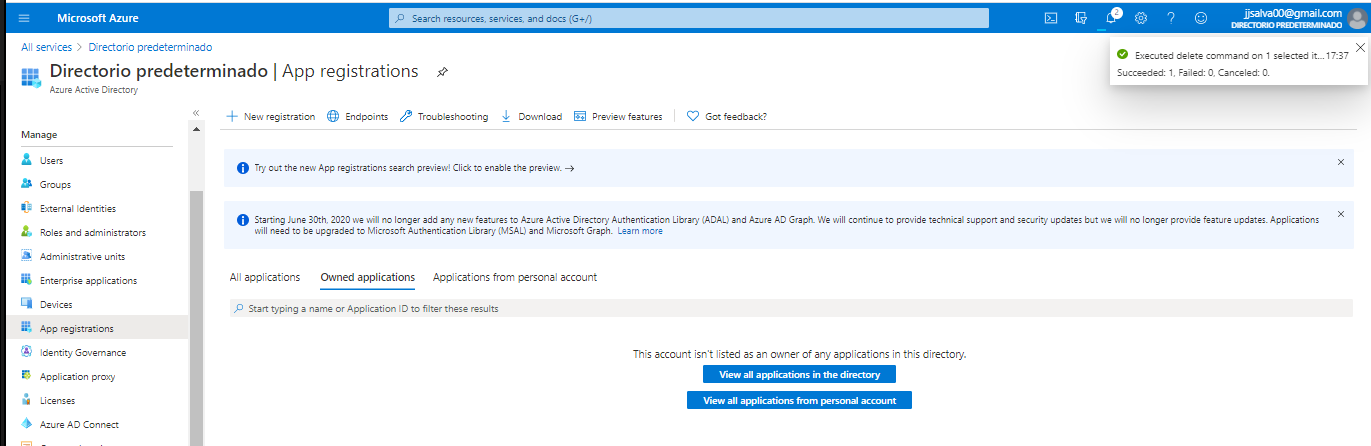 Microsoft Azure
Search resources, services, and docs (G+/)
2
jjsalva00@gmail.com
DIRECTORIO PREDETERMINADO
All services > Directorio predeterminado
Directorio predeterminado | App registrations
Azure Active Directory
Executed delete command on 1 selected it... 17:37
Succeeded: 1, Failed: 0, Canceled: 0.
Manage
Users
Groups
External Identities
Roles and administrators
Administrative units
Enterprise applications
Devices
App registrations
Identity Governance
Application proxy
Licenses
Azure AD Connect
New registration
Endpoints
Troubleshooting
Download
Preview features
Got feedback?
Try out the new App registrations search preview! Click to enable the preview. →
Starting June 30th, 2020 we will no longer add any new features to Azure Active Directory Authentication Library (ADAL) and Azure AD Graph. We will continue to provide technical support and security updates but we will no longer provide feature updates. Applications
will need to be upgraded to Microsoft Authentication Library (MSAL) and Microsoft Graph. Learn more
All applications
Owned applications
Applications from personal account
Start typing a name or Application ID to filter these results
This account isn't listed as an owner of any applications in this directory.
View all applications in the directory
View all applications from personal account